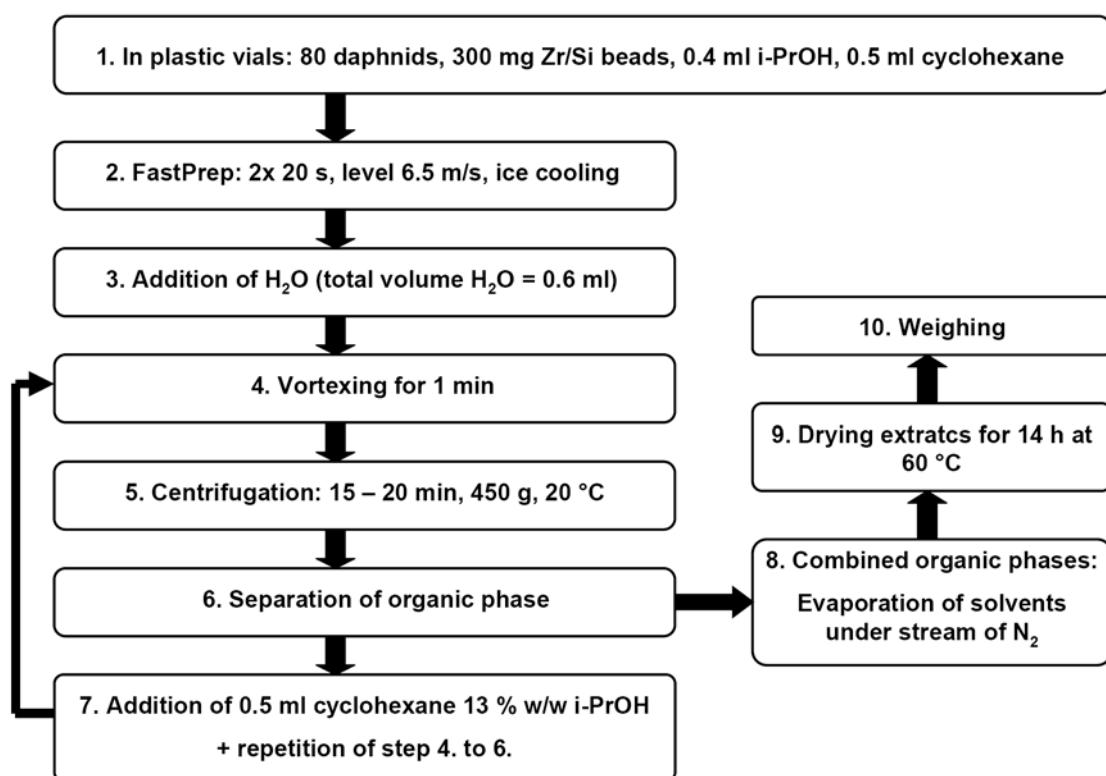 1. In plastic vials: 80 daphnids, 300 mg Zr/Si beads, 0.4 ml i-PrOH, 0.5 ml cyclohexane
2. FastPrep: 2x 20 s, level 6.5 m/s, ice cooling
3. Addition of H₂O (total volume H₂O = 0.6 ml)
4. Vortexing for 1 min
5. Centrifugation: 15 – 20 min, 450 g, 20 °C
6. Separation of organic phase
7. Addition of 0.5 ml cyclohexane 13 % w/w i-PrOH
+ repetition of step 4. to 6.
8. Combined organic phases:
Evaporation of solvents
under stream of N₂
9. Drying extratcs for 14 h at
60 °C
10. Weighing